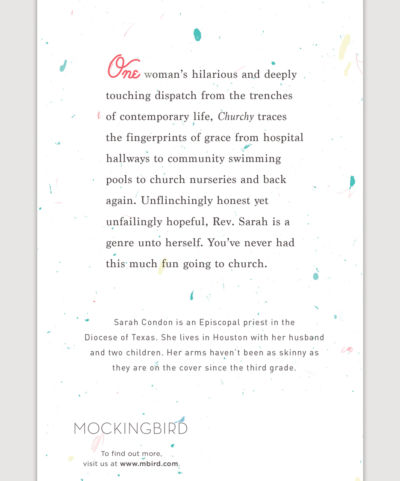 One woman's hilarious and deeply
touching dispatch from the trenches
of contemporary life, Churchy traces
the fingerprints of grace from hospital
hallways to community swimming
pools to church nurseries and back
again. Unflinchingly honest yet
unfailingly hopeful, Rev. Sarah is a
genre unto herself. You've never had
this much fun going to church.
Sarah Condon is an Episcopal priest in the
Diocese of Texas. She lives in Houston with her husband
and two children. Her arms haven't been as skinny as
they are on the cover since the third grade.
MOCKINGBIRD
To find out more,
visit us at www.mbird.com.